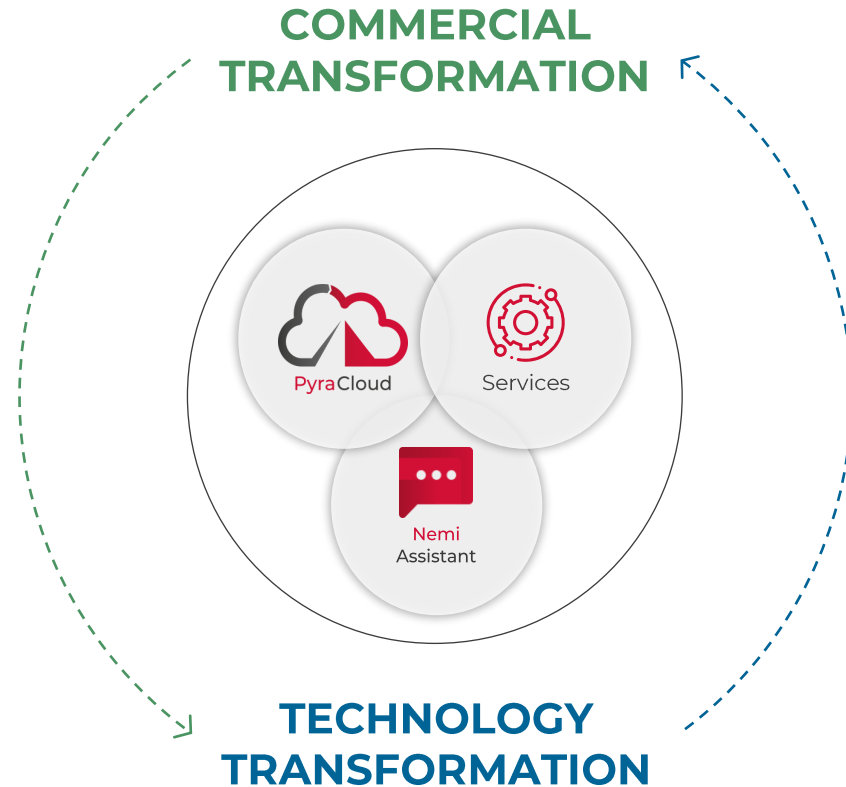 COMMERCIAL
TRANSFORMATION
PyraCloud
Services
Nemi
Assistant
TECHNOLOGY
TRANSFORMATION